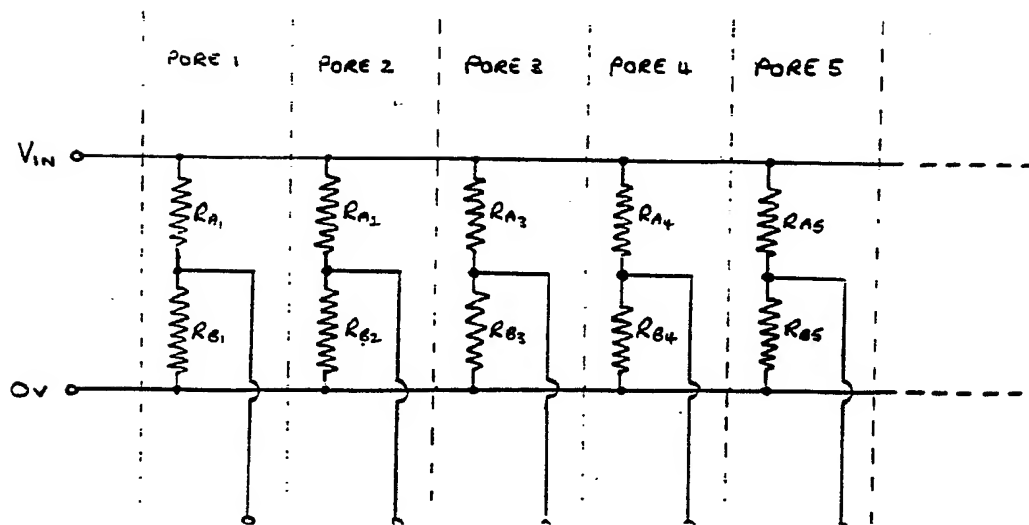 PORE 1 PORE 2 PORE 3 PORE 4 PORE 5
VIN
RA1 RA2 RA3 RA4 RA5
RB1 RB2 RB3 RB4 RB5
0V